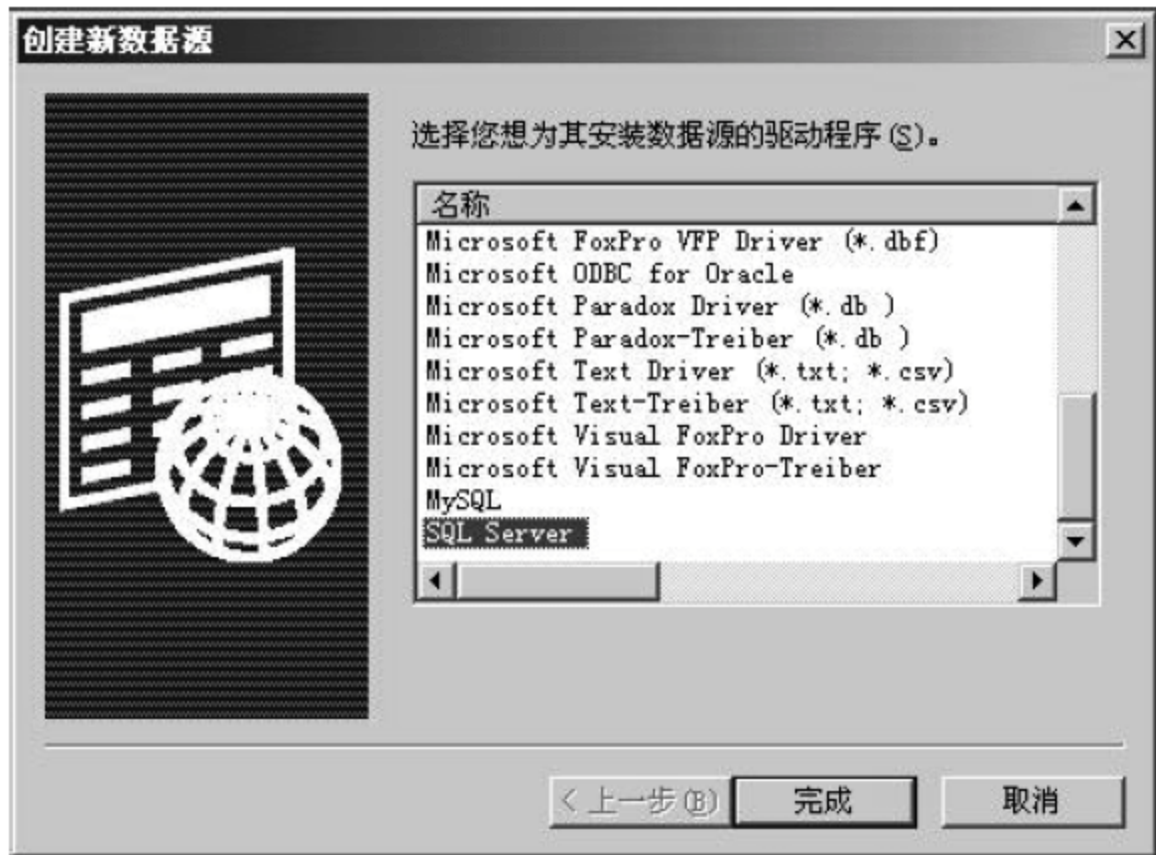 创建新数据源
选择您想为其安装数据源的驱动程序(S)。
名称
Microsoft FoxPro VFP Driver (*.dbf)
Microsoft ODBC for Oracle
Microsoft Paradox Driver (*.db )
Microsoft Paradox-Treiber (*.db )
Microsoft Text Driver (*.txt; *.csv)
Microsoft Text-Treiber (*.txt; *.csv)
Microsoft Visual FoxPro Driver
Microsoft Visual FoxPro-Treiber
MySQL
SQL Server
< 上一步(B) 完成 取消